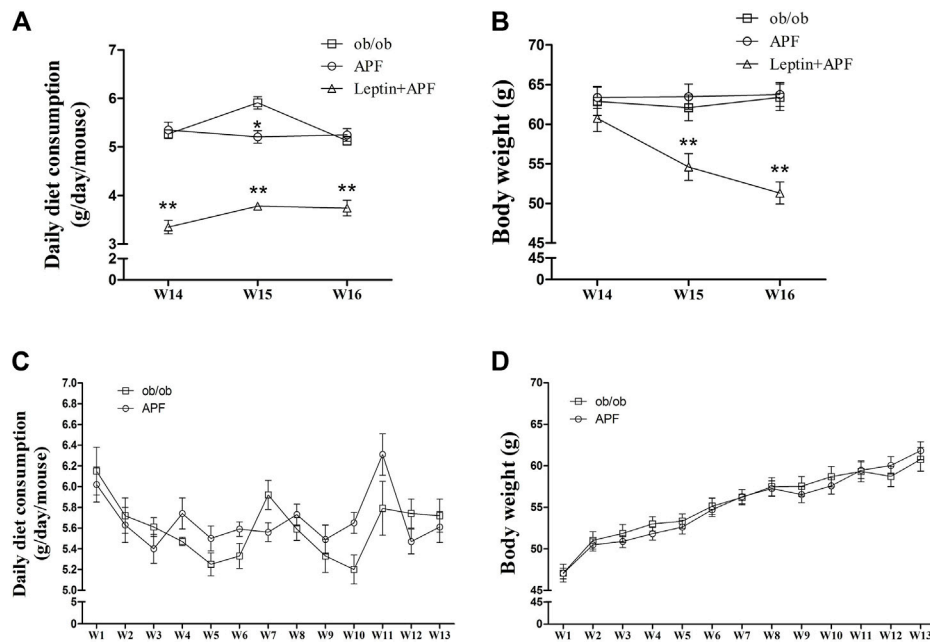 A
ob/ob
APF
Leptin+APF
Daily diet consumption
(g/day/mouse)
7
6
5
4
3
2
0
*
**
**
**
W14
W15
W16
B
ob/ob
APF
Leptin+APF
Body weight (g)
70
65
60
55
50
45
45
0
**
**
W14
W15
W16
C
ob/ob
APF
Daily diet consumption
(g/day/mouse)
7.0
6.8
6.6
6.4
6.2
6.0
5.8
5.6
5.4
5.2
5.0
5
0
W1 W2 W3 W4 W5 W6 W7 W8 W9 W10 W11 W12 W13
D
ob/ob
APF
Body weight (g)
70
65
60
55
50
45
45
0
W1 W2 W3 W4 W5 W6 W7 W8 W9 W10 W11 W12 W13